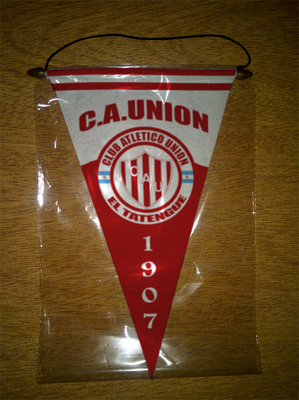 C.A.UNION
CLUB ATLETICO UNION
CAU
EL TATENGUE
1907